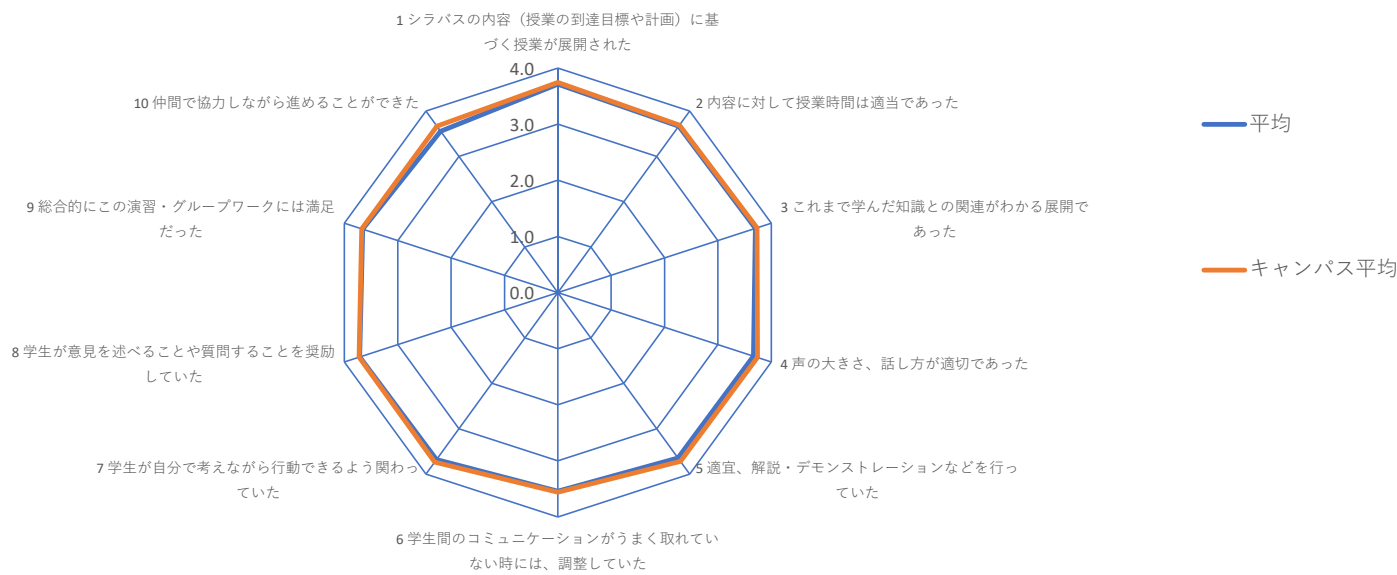 1 シラバスの内容（授業の到達目標や計画）に基
づく授業が展開された
2 内容に対して授業時間は適当であった
3 これまで学んだ知識との関連がわかる展開で
あった
4 声の大きさ、話し方が適切であった
5 適宜、解説・デモンストレーションなどを行っ
ていた
6 学生間のコミュニケーションがうまく取れてい
ない時には、調整していた
7 学生が自分で考えながら行動できるよう関わっ
ていた
8 学生が意見を述べることや質問することを奨励
していた
9 総合的にこの演習・グループワークには満足
だった
10 仲間で協力しながら進めることができた
4.0
3.0
2.0
1.0
0.0
平均
キャンパス平均